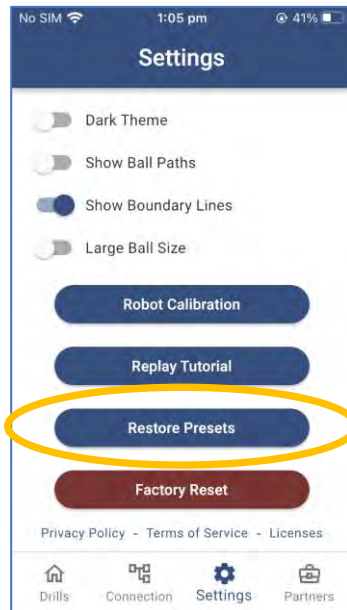 No SIM 1:05 pm 41%
Settings
Dark Theme
Show Ball Paths
Show Boundary Lines
Large Ball Size
Robot Calibration
Replay Tutorial
Restore Presets
Factory Reset
Privacy Policy - Terms of Service - Licenses
Drills Connection Settings Partners